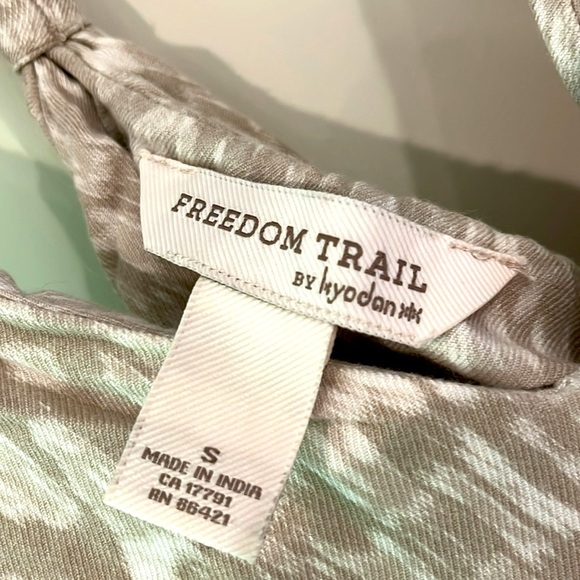 FREEDOM TRAIL
BY kyodan
S
MADE IN INDIA
CA 17791
RN 86421